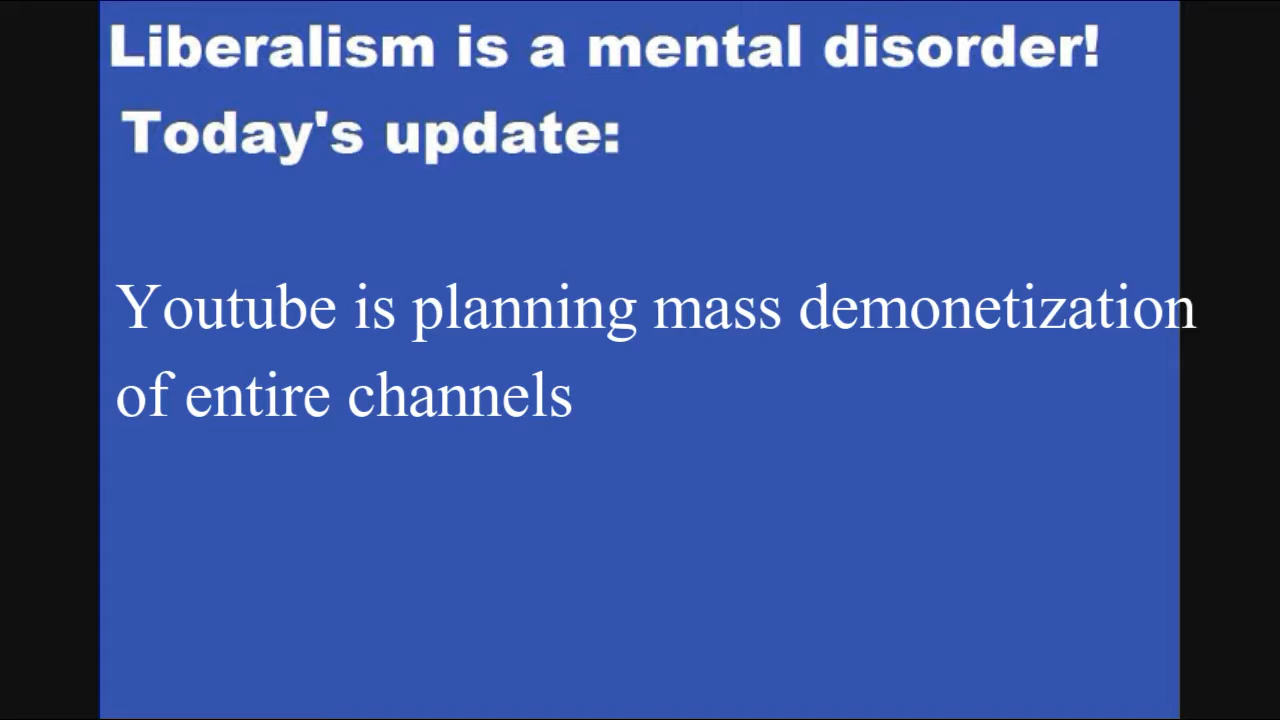 Liberalism is a mental disorder!
Today's update:
Youtube is planning mass demonetization
of entire channels